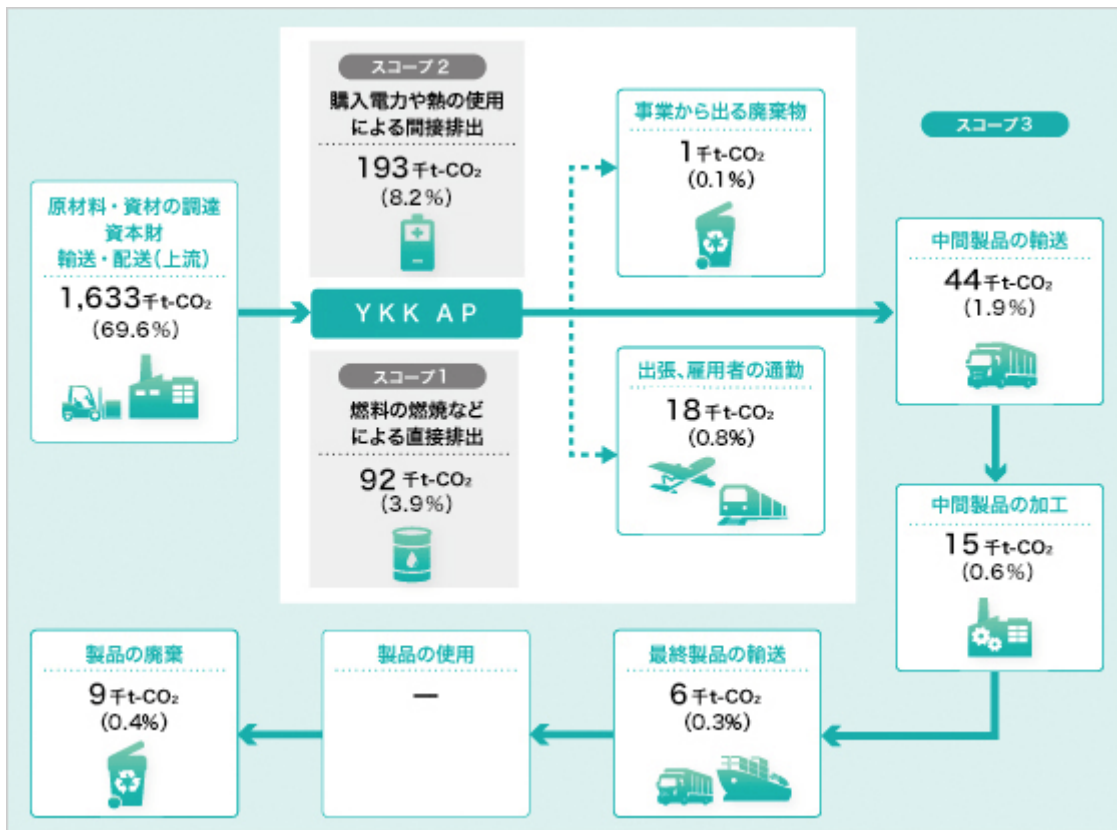 スコープ2
購入電力や熱の使用
による間接排出
193千t-CO₂
(8.2%)
事業から出る廃棄物
1千t-CO₂
(0.1%)
スコープ3
原材料・資材の調達
資本財
輸送・配送(上流)
1,633千t-CO₂
(69.6%)
YKK AP
中間製品の輸送
44千t-CO₂
(1.9%)
スコープ1
燃料の燃焼など
による直接排出
92千t-CO₂
(3.9%)
出張、雇用者の通勤
18千t-CO₂
(0.8%)
中間製品の加工
15千t-CO₂
(0.6%)
製品の廃棄
9千t-CO₂
(0.4%)
製品の使用
—
最終製品の輸送
6千t-CO₂
(0.3%)